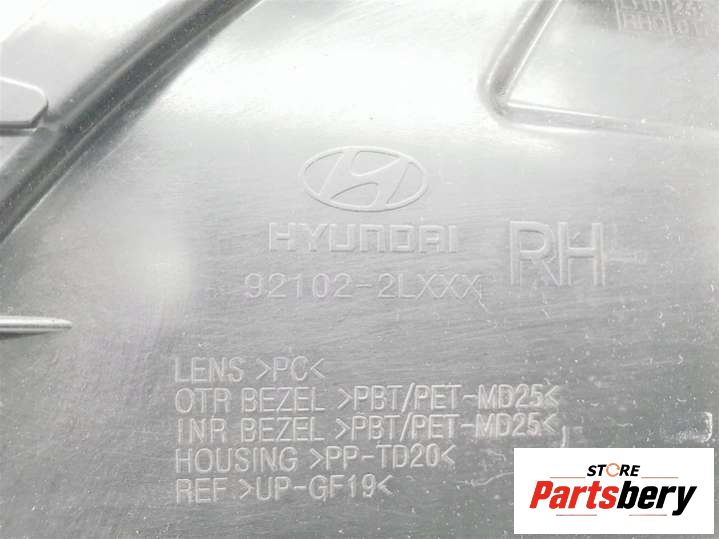 HYUNDAI
92102-2LXXX
RH
LENS >PC<
OTR BEZEL >PBT/PET-MD25<
INR BEZEL >PBT/PET-MD25<
HOUSING >PP-TD20<
REF >UP-GF19<
STORE
Partsbery